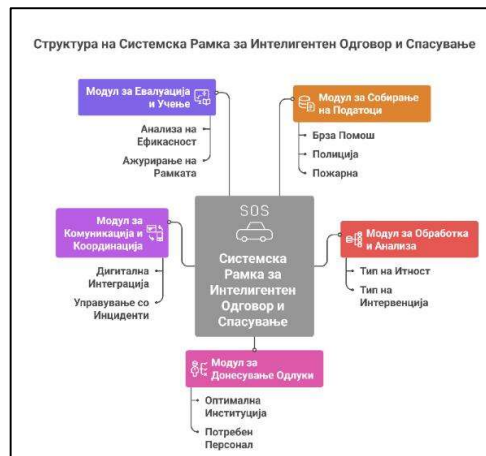 Структура на Системска Рамка за Интелигентен Одговор и Спасување
Модул за Евалуација
и Учење
Анализа на
Ефикасност
Ажурирање на
Рамката
Модул за Собирање
на Податоци
Брза Помош
Полиција
Пожарна
Модул за
Комуникација и
Координација
Дигитална
Интеграција
Управување со
Инциденти
SOS
Системска
Рамка за
Интелигентен
Одговор и
Спасување
Модул за Обработка
и Анализа
Тип на Итност
Тип на
Интервенција
Модул за
Донесување Одлуки
Оптимална
Институција
Потребен
Персонал